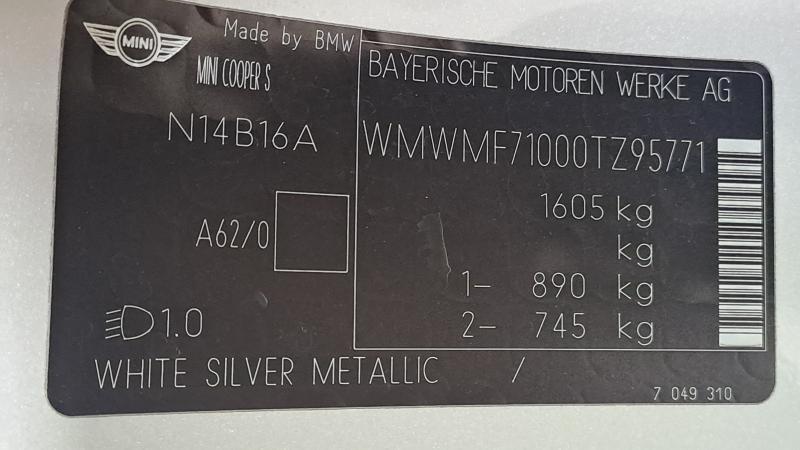 MINI
Made by BMW
MINI COOPER S
BAYERISCHE MOTOREN WERKE AG
N14B16A
WMWMF71000TZ95771
1605 kg
A62/0
kg
1- 890 kg
1.0
2- 745 kg
WHITE SILVER METALLIC /
7 049 310